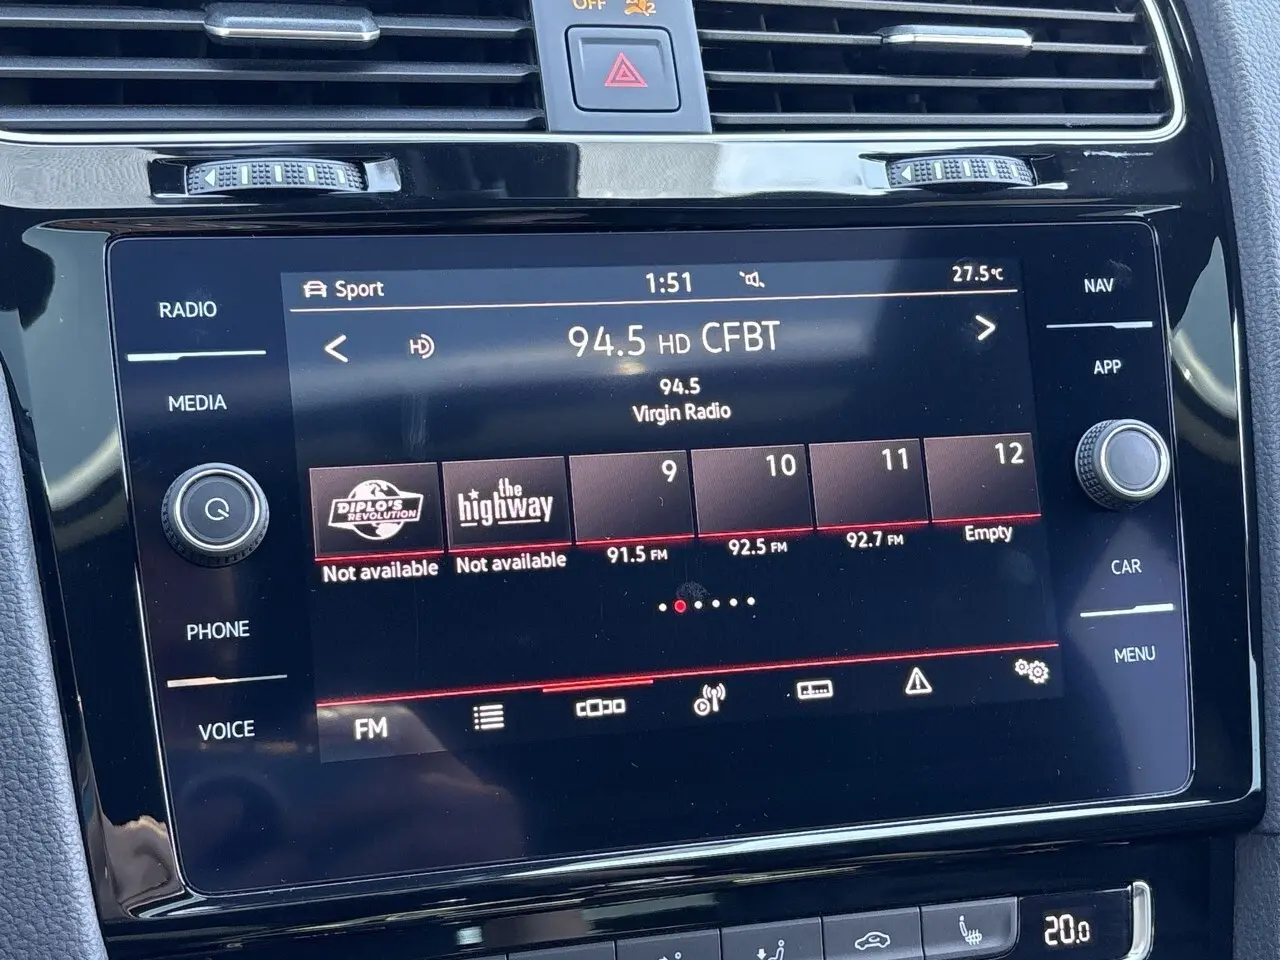 OFF 2
RADIO
MEDIA
PHONE
VOICE
Sport 1:51 27.5°C
HD 94.5 HD CFBT
94.5
Virgin Radio
DIPLO'S REVOLUTION
the highway
9 10 11 12
Not available Not available 91.5 FM 92.5 FM 92.7 FM Empty
FM
NAV
APP
CAR
MENU
20.0